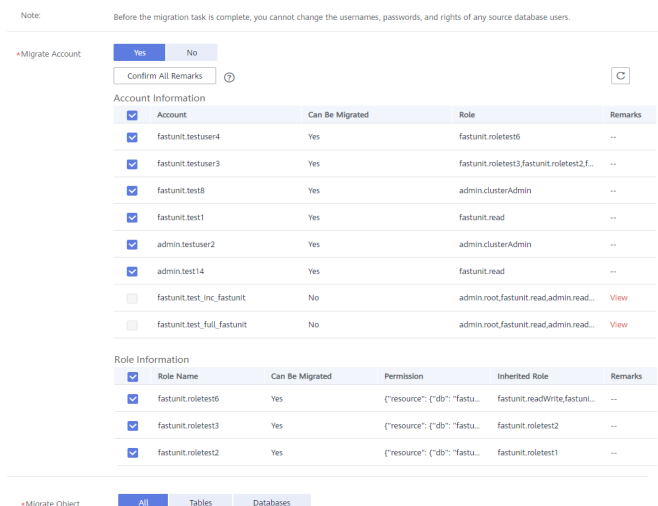 Note: Before the migration task is complete, you cannot change the usernames, passwords, and rights of any source database users.
*Migrate Account Yes No
Confirm All Remarks ?
Account Information
Account Can Be Migrated Role Remarks
fastunit.testuser4 Yes fastunit.roletest6 --
fastunit.testuser3 Yes fastunit.roletest3,fastunit.roletest2,f... --
fastunit.test8 Yes admin.clusterAdmin --
fastunit.test1 Yes fastunit.read --
admin.testuser2 Yes admin.clusterAdmin --
admin.test14 Yes fastunit.read --
fastunit.test_inc_fastunit No admin.root,fastunit.read,admin.read... View
fastunit.test_full_fastunit No admin.root,fastunit.read,admin.read... View
Role Information
Role Name Can Be Migrated Permission Inherited Role Remarks
fastunit.roletest6 Yes {"resource": {"db": "fastu... fastunit.readWrite,fastuni... --
fastunit.roletest3 Yes {"resource": {"db": "fastu... fastunit.roletest2 --
fastunit.roletest2 Yes {"resource": {"db": "fastu... fastunit.roletest1 --
*Migrate Object All Tables Databases